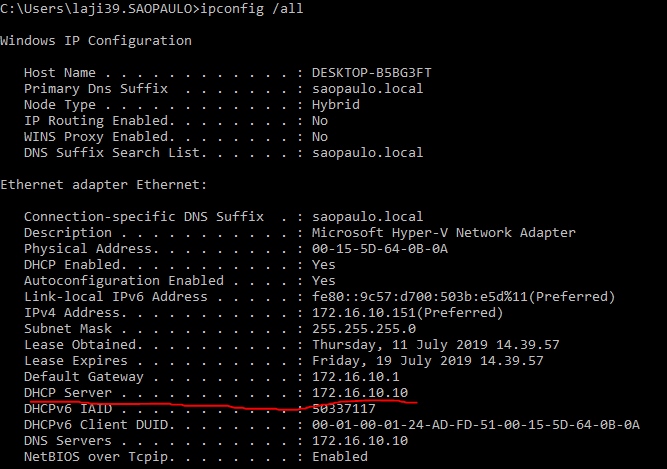 C:\Users\laji39.SAOPAULO>ipconfig /all
Windows IP Configuration
Host Name . . . . . . . . . . . . : DESKTOP-B5BG3FT
Primary Dns Suffix  . . . . . . . : saopaulo.local
Node Type . . . . . . . . . . . . : Hybrid
IP Routing Enabled. . . . . . . . : No
WINS Proxy Enabled. . . . . . . . : No
DNS Suffix Search List. . . . . . : saopaulo.local
Ethernet adapter Ethernet:
Connection-specific DNS Suffix  . : saopaulo.local
Description . . . . . . . . . . . : Microsoft Hyper-V Network Adapter
Physical Address. . . . . . . . . : 00-15-5D-64-0B-0A
DHCP Enabled. . . . . . . . . . . : Yes
Autoconfiguration Enabled . . . . : Yes
Link-local IPv6 Address . . . . . : fe80::9c57:d700:503b:e5d%11(Preferred)
IPv4 Address. . . . . . . . . . . : 172.16.10.151(Preferred)
Subnet Mask . . . . . . . . . . . : 255.255.255.0
Lease Obtained. . . . . . . . . . : Thursday, 11 July 2019 14.39.57
Lease Expires . . . . . . . . . . : Friday, 19 July 2019 14.39.57
Default Gateway . . . . . . . . . : 172.16.10.1
DHCP Server . . . . . . . . . . . : 172.16.10.10
DHCPv6 IAID . . . . . . . . . . . : 50337117
DHCPv6 Client DUID. . . . . . . . : 00-01-00-01-24-AD-FD-51-00-15-5D-64-0B-0A
DNS Servers . . . . . . . . . . . : 172.16.10.10
NetBIOS over Tcpip. . . . . . . . : Enabled